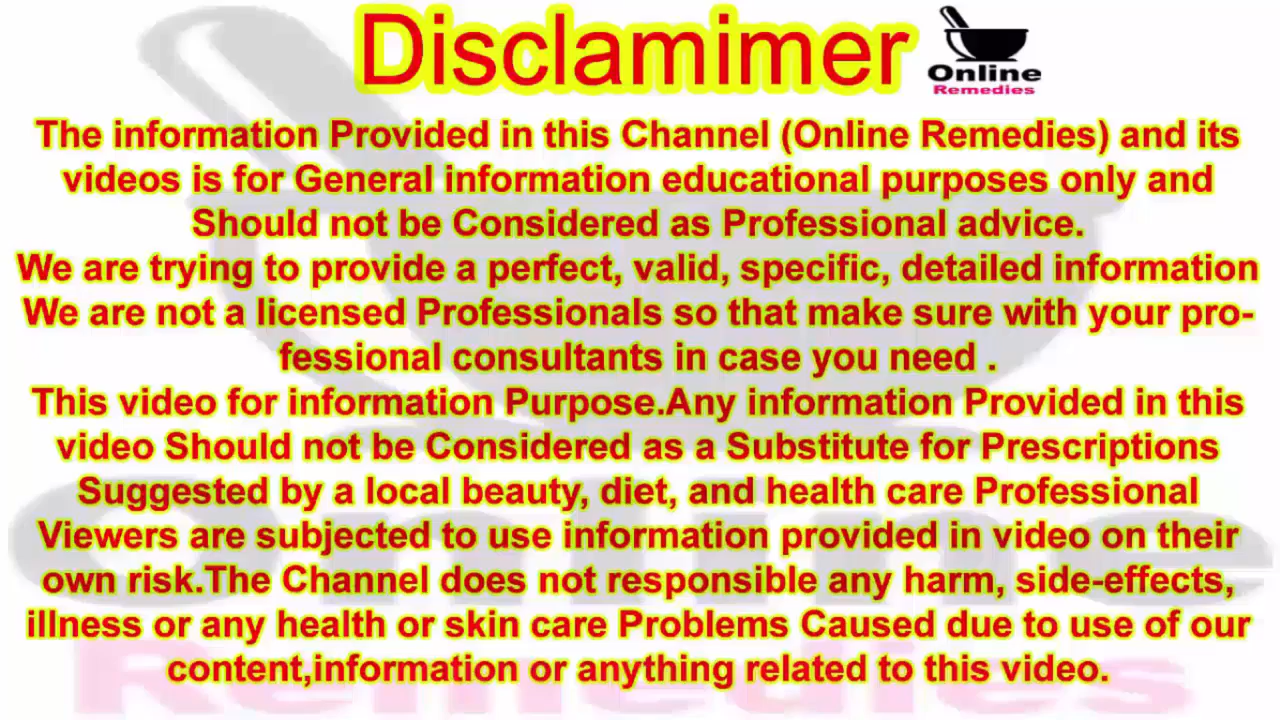 Disclamimer
Online
Remedies
The information Provided in this Channel (Online Remedies) and its
videos is for General information educational purposes only and
Should not be Considered as Professional advice.
We are trying to provide a perfect, valid, specific, detailed information
We are not a licensed Professionals so that make sure with your pro-
fessional consultants in case you need .
This video for information Purpose.Any information Provided in this
video Should not be Considered as a Substitute for Prescriptions
Suggested by a local beauty, diet, and health care Professional
Viewers are subjected to use information provided in video on their
own risk.The Channel does not responsible any harm, side-effects,
illness or any health or skin care Problems Caused due to use of our
content,information or anything related to this video.
Online
Remedies